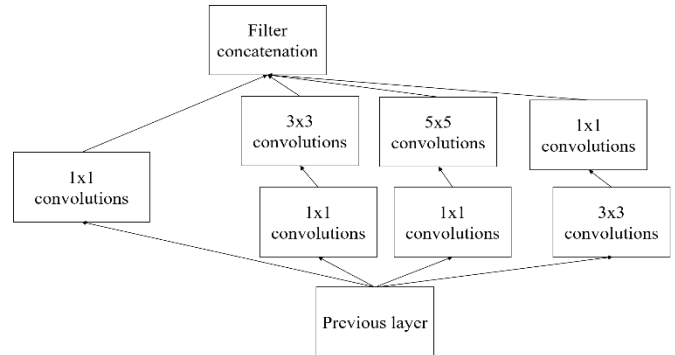 Filter
concatenation
3x3
convolutions
5x5
convolutions
1x1
convolutions
1x1
convolutions
1x1
convolutions
1x1
convolutions
3x3
convolutions
Previous layer